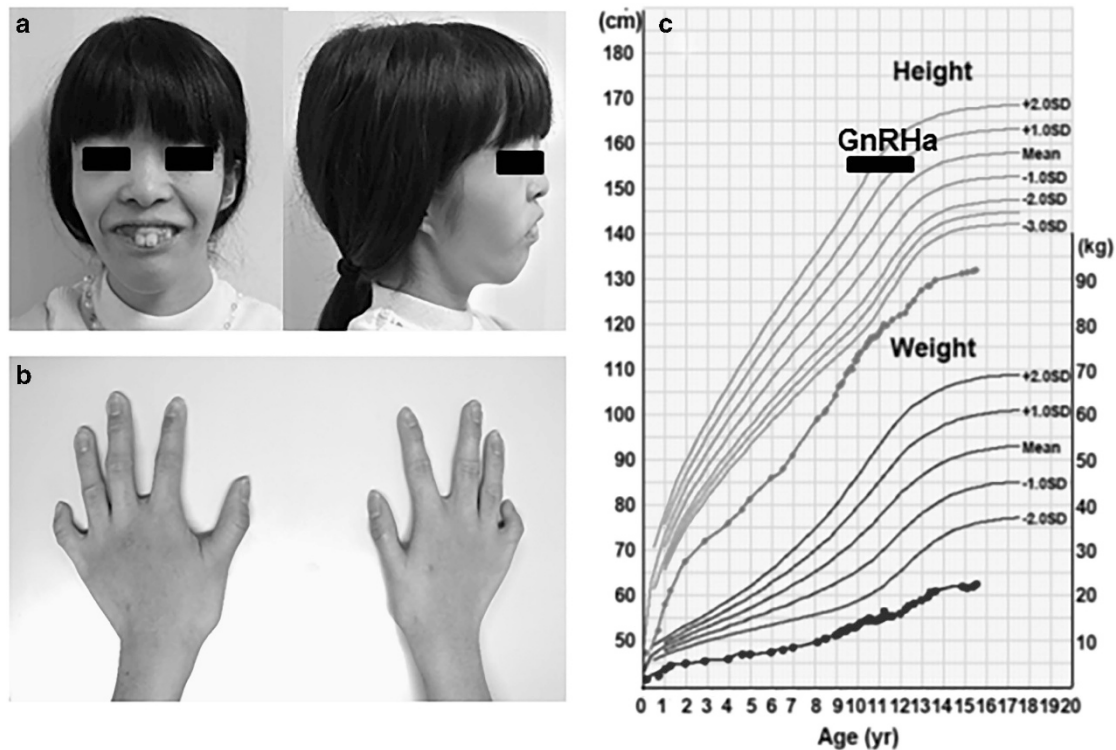 a
b
c
(cm)
180
170
160
150
140
130
120
110
100
90
80
70
60
50
Height
GnRHa
+2.0SD
+1.0SD
Mean
-1.0SD
-2.0SD
-3.0SD
(kg)
90
80
70
60
50
40
30
20
10
Weight
+2.0SD
+1.0SD
Mean
-1.0SD
-2.0SD
0 1 2 3 4 5 6 7 8 9 10 11 12 13 14 15 16 17 18 19 20
Age (yr)